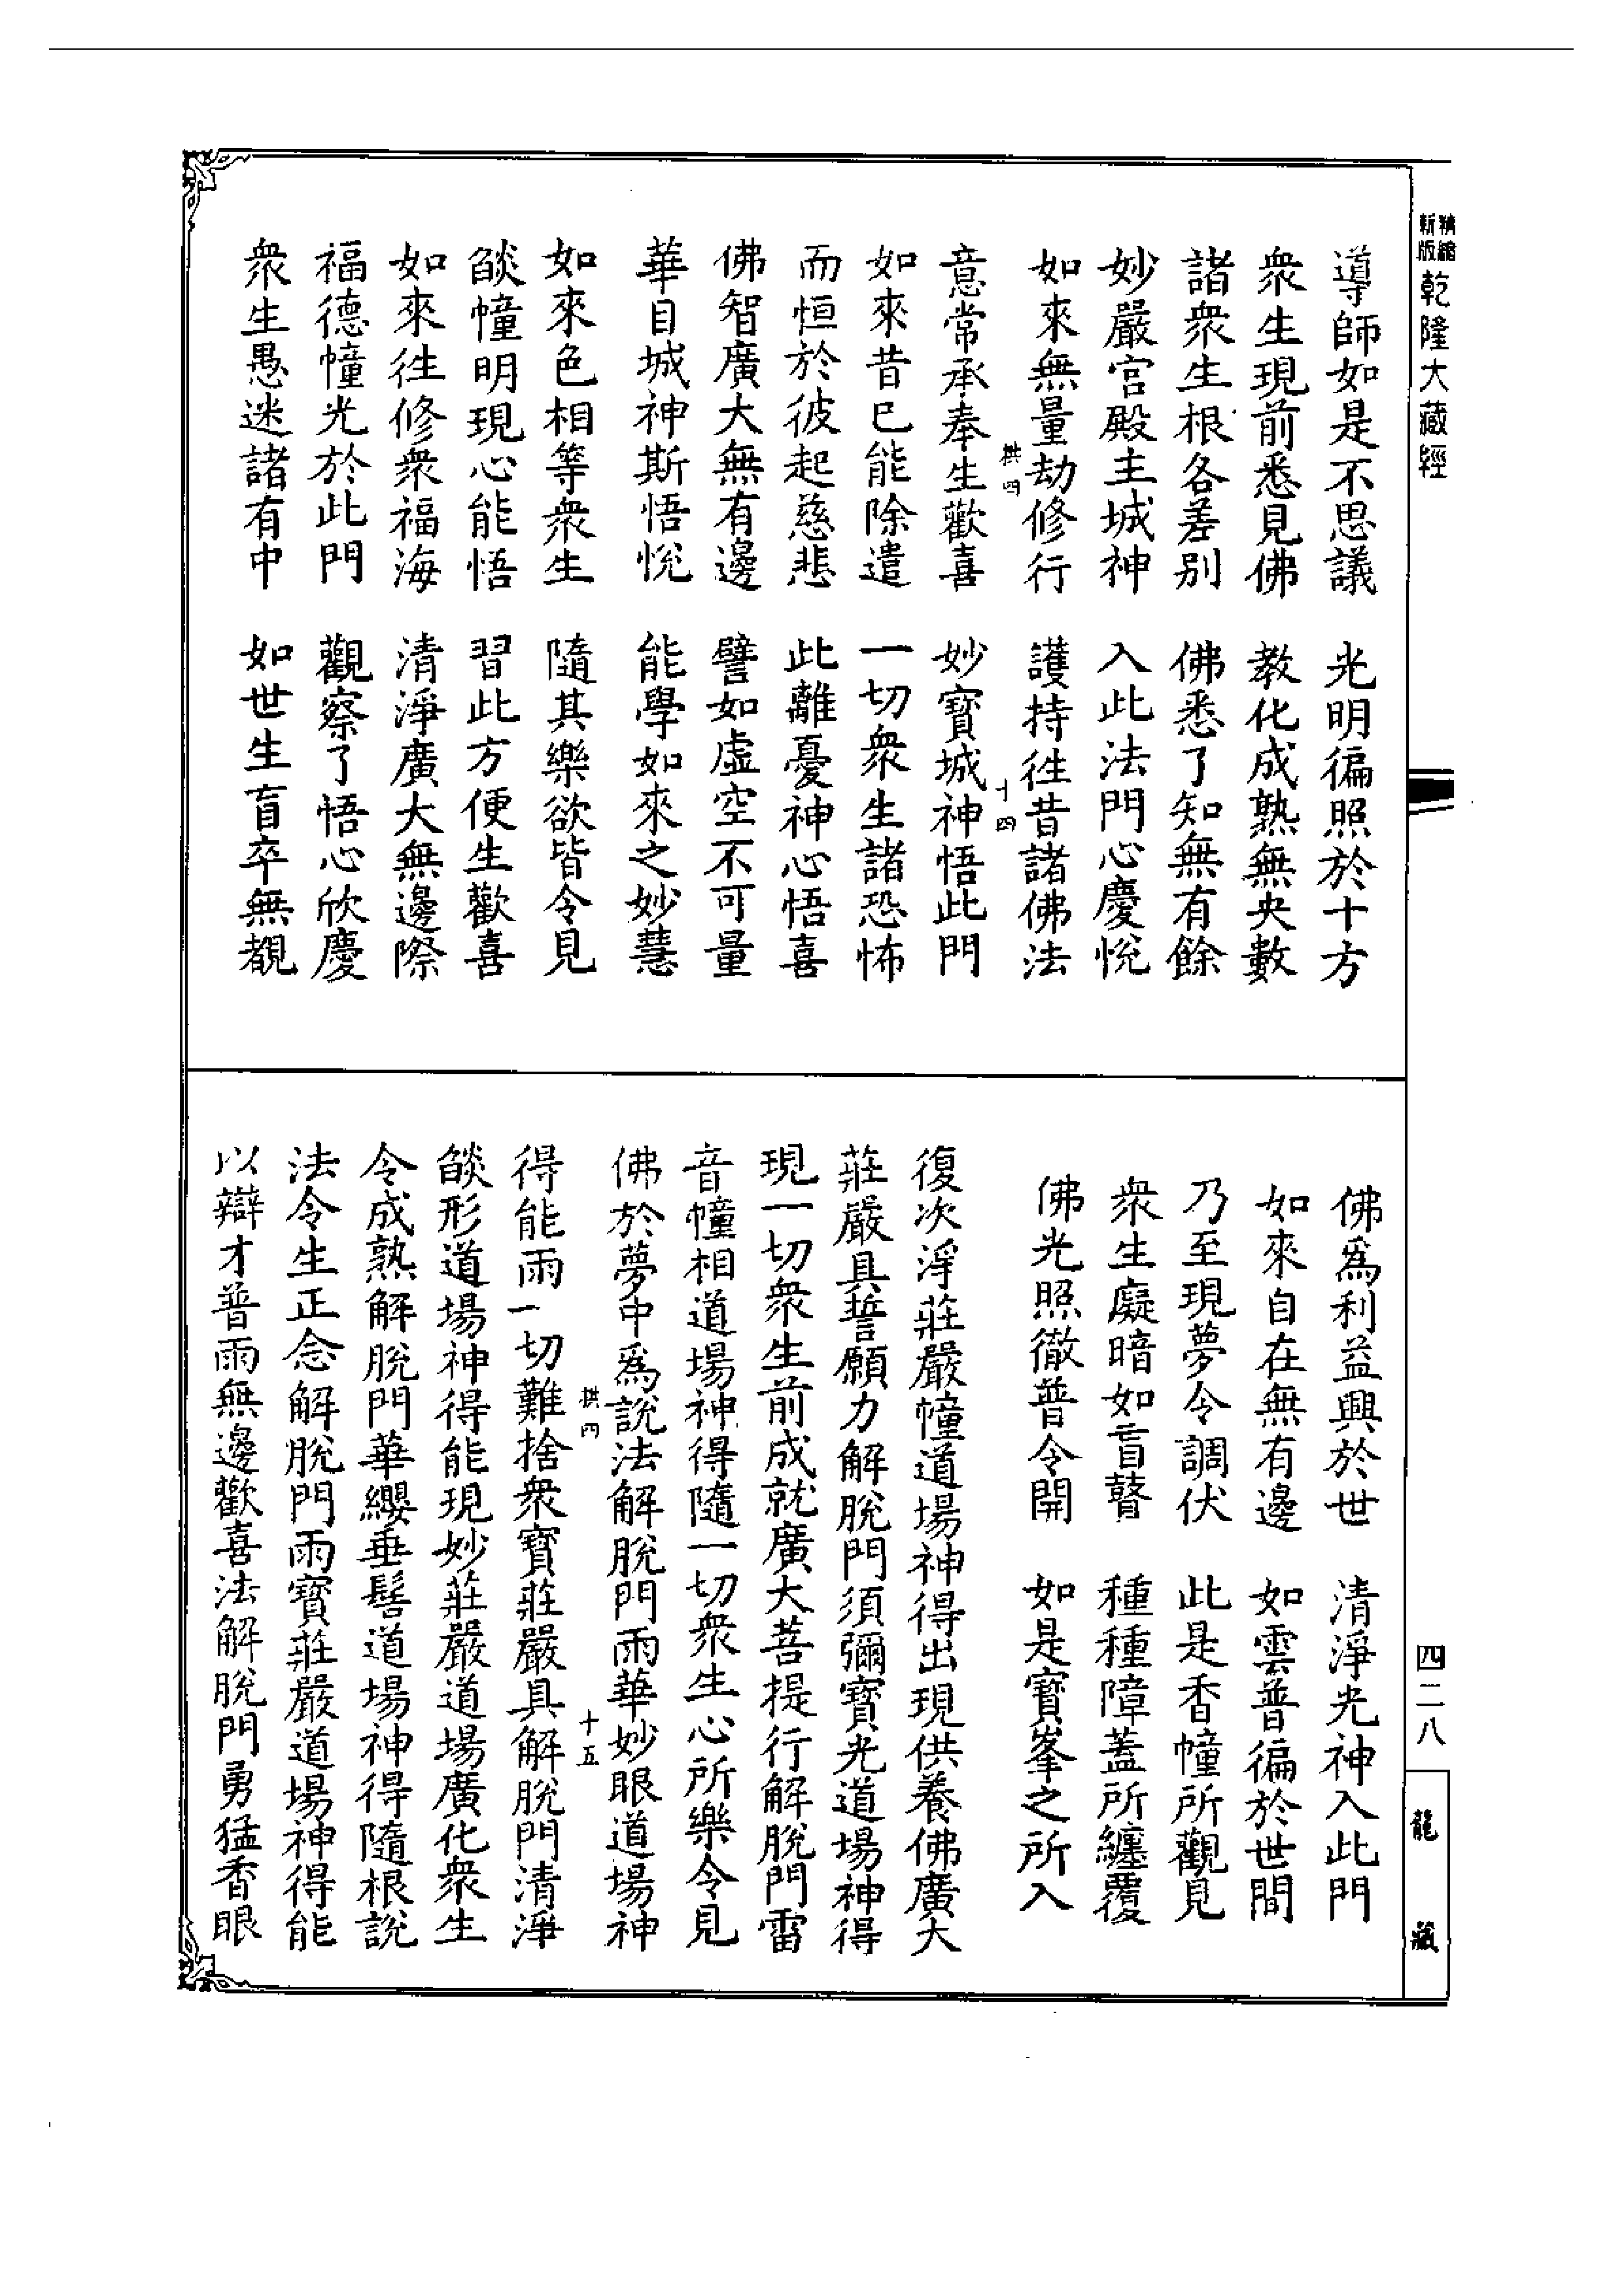 精縮新版乾隆大藏經
導師如是不思議　光明徧照於十方
衆生現前悉見佛　教化成熟無央數
諸衆生根各差別　佛悉了知無有餘
妙嚴宮殿主城神　入此法門心慶悅
如來無量劫修行　護持往昔諸佛法
拱四　十四
意常承奉生歡喜　妙寳城神悟此門
如來昔已能除遣　一切衆生諸恐怖
而恒於彼起慈悲　此離憂神心悟喜
佛智廣大無有邊　譬如虛空不可量
華目城神斯悟悅　能學如來之妙慧
如來色相等衆生　隨其樂欲皆令見
燄幢明現心能悟　習此方便生歡喜
如來往修衆福海　清淨廣大無邊際
福德幢光於此門　觀察了悟心欣慶
衆生愚迷諸有中　如世生盲卒無覩
佛爲利益興於世　清淨光神入此門
如來自在無有邊　如雲普徧於世間
乃至現夢令調伏　此是香幢所觀見
衆生癡暗如盲瞽　種種障蓋所纏覆
佛光照徹普令開　如是寳峯之所入
復次淨莊嚴幢道場神得出現供養佛廣大
莊嚴具誓願力解脫門須彌寳光道場神得
現一切衆生前成就廣大菩提行解脫門雷
音幢相道場神得隨一切衆生心所樂令見
佛於夢中爲說法解脫門雨華妙眼道場神
拱四　十五
得能雨一切難捨衆寳莊嚴具解脫門清淨
燄形道場神得能現妙莊嚴道場廣化衆生
令成熟解脫門華纓垂髻道場神得隨根說
法令生正念解脫門雨寳莊嚴道場神得能
以辯才普雨無邊歡喜法解脫門勇猛香眼
四二八
龍藏